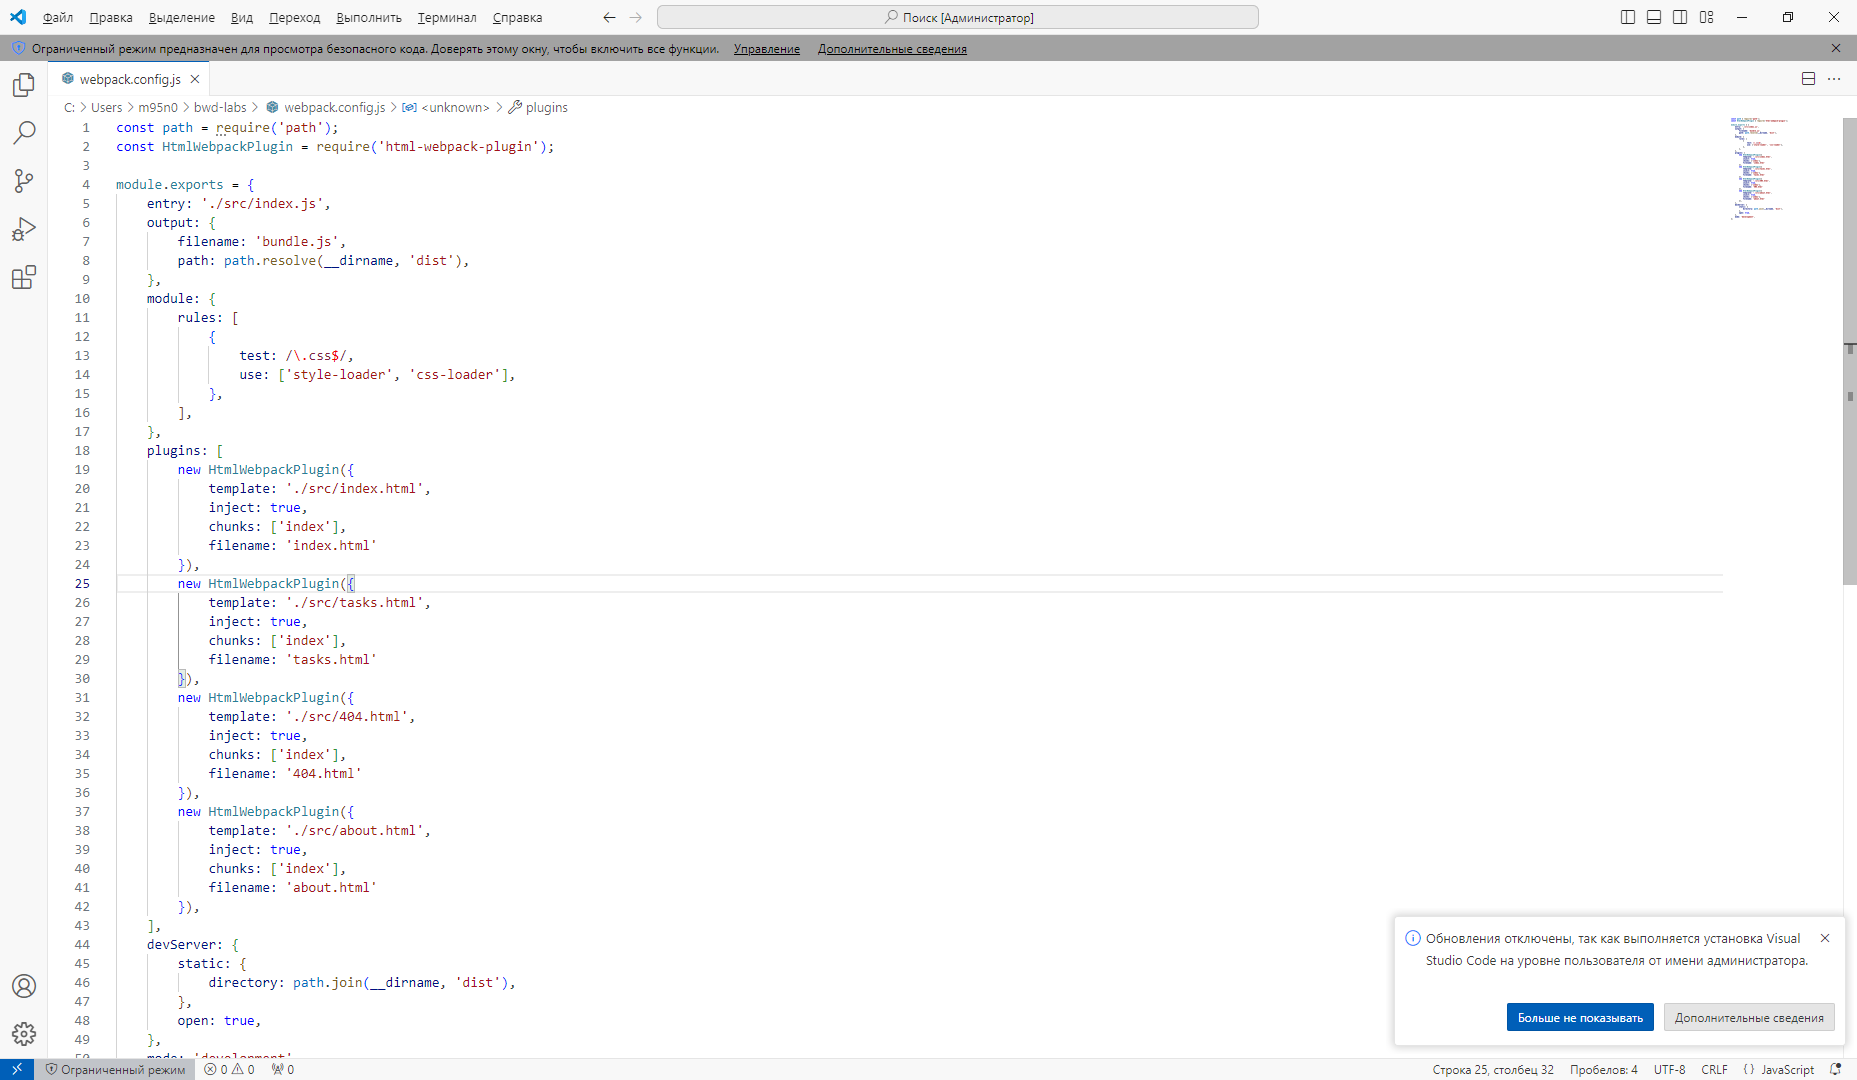 Файл Правка Выделение Вид Переход Выполнить Терминал Справка
Поиск [Администратор]
Ограниченный режим предназначен для просмотра безопасного кода. Доверять этому окну, чтобы включить все функции. Управление Дополнительные сведения
webpack.config.js
C: > Users > m95n0 > bwd-labs > webpack.config.js > <unknown> > plugins
1 const path = require('path');
2 const HtmlWebpackPlugin = require('html-webpack-plugin');
3
4 module.exports = {
5 entry: './src/index.js',
6 output: {
7 filename: 'bundle.js',
8 path: path.resolve(__dirname, 'dist'),
9 },
10 module: {
11 rules: [
12 {
13 test: /\.css$/,
14 use: ['style-loader', 'css-loader'],
15 },
16 ],
17 },
18 plugins: [
19 new HtmlWebpackPlugin({
20 template: './src/index.html',
21 inject: true,
22 chunks: ['index'],
23 filename: 'index.html'
24 }),
25 new HtmlWebpackPlugin({
26 template: './src/tasks.html',
27 inject: true,
28 chunks: ['index'],
29 filename: 'tasks.html'
30 }),
31 new HtmlWebpackPlugin({
32 template: './src/404.html',
33 inject: true,
34 chunks: ['index'],
35 filename: '404.html'
36 }),
37 new HtmlWebpackPlugin({
38 template: './src/about.html',
39 inject: true,
40 chunks: ['index'],
41 filename: 'about.html'
42 }),
43 ],
44 devServer: {
45 static: {
46 directory: path.join(__dirname, 'dist'),
47 },
48 open: true,
49 },
50 mode: 'development'
Обновления отключены, так как выполняется установка Visual
Studio Code на уровне пользователя от имени администратора.
Больше не показывать Дополнительные сведения
Ограниченный режим 0 0 0 Строка 25, столбец 32 Пробелов: 4 UTF-8 CRLF {} JavaScript